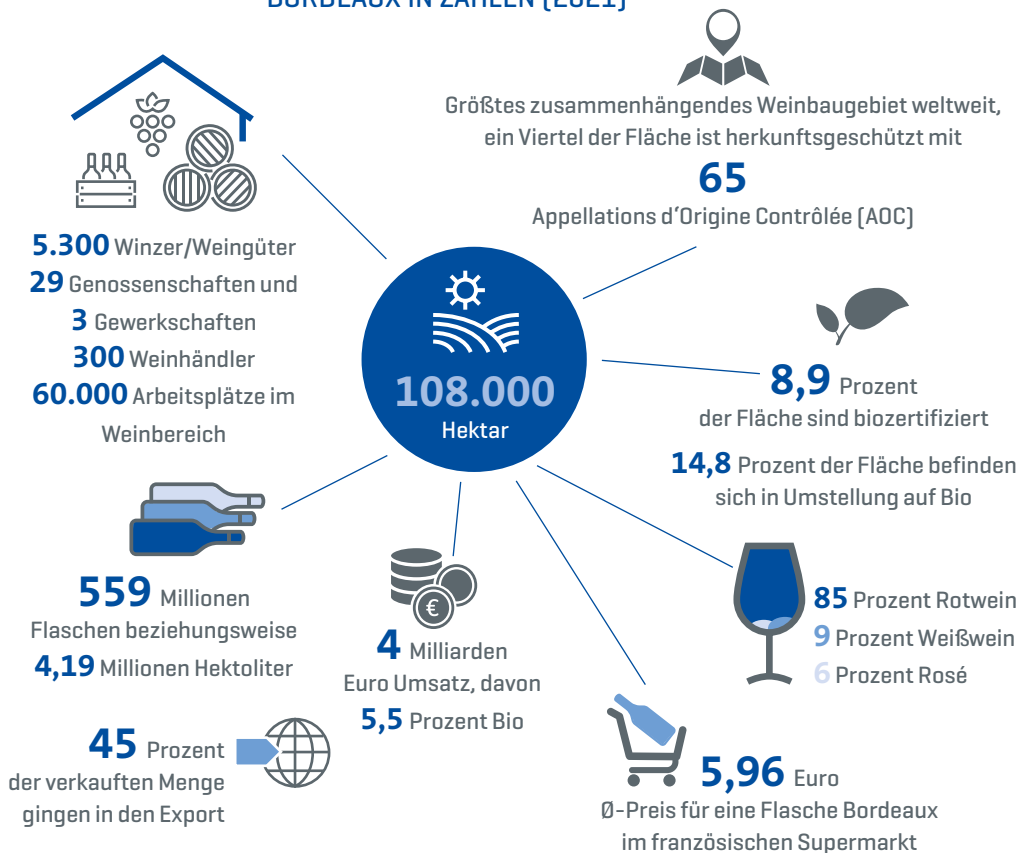 BORDEAUX IN ZAHLEN (2021)
Größtes zusammenhängendes Weinbaugebiet weltweit,
ein Viertel der Fläche ist herkunftsgeschützt mit
65
Appellations d'Origine Contrôlée (AOC)
5.300 Winzer/Weingüter
29 Genossenschaften und
3 Gewerkschaften
300 Weinhändler
60.000 Arbeitsplätze im
Weinbereich
108.000
Hektar
8,9 Prozent
der Fläche sind biozertifiziert
14,8 Prozent der Fläche befinden
sich in Umstellung auf Bio
559 Millionen
Flaschen beziehungsweise
4,19 Millionen Hektoliter
4 Milliarden
Euro Umsatz, davon
5,5 Prozent Bio
€
85 Prozent Rotwein
9 Prozent Weißwein
6 Prozent Rosé
45 Prozent
der verkauften Menge
gingen in den Export
5,96 Euro
Ø-Preis für eine Flasche Bordeaux
im französischen Supermarkt